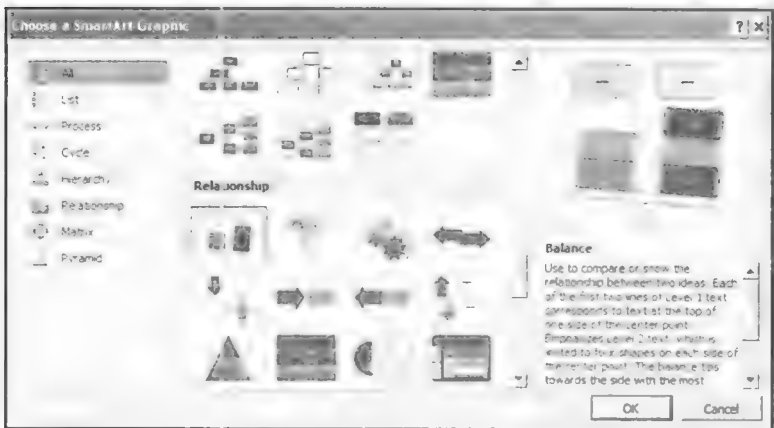 Choose a SmartArt Graphic
? x
All
List
Process
Cycle
Hierarchy
Relationship
Matrix
Pyramid
Relationship
Balance
Use to compare or show the
relationship between two ideas. Each
of the first two lines of Level 1 text
corresponds to text at the top of
one side of the center point.
Emphasizes Level 2 text, which is
limited to four shapes on each side of
the center point. The balance tips
towards the side with the most
OK
Cancel